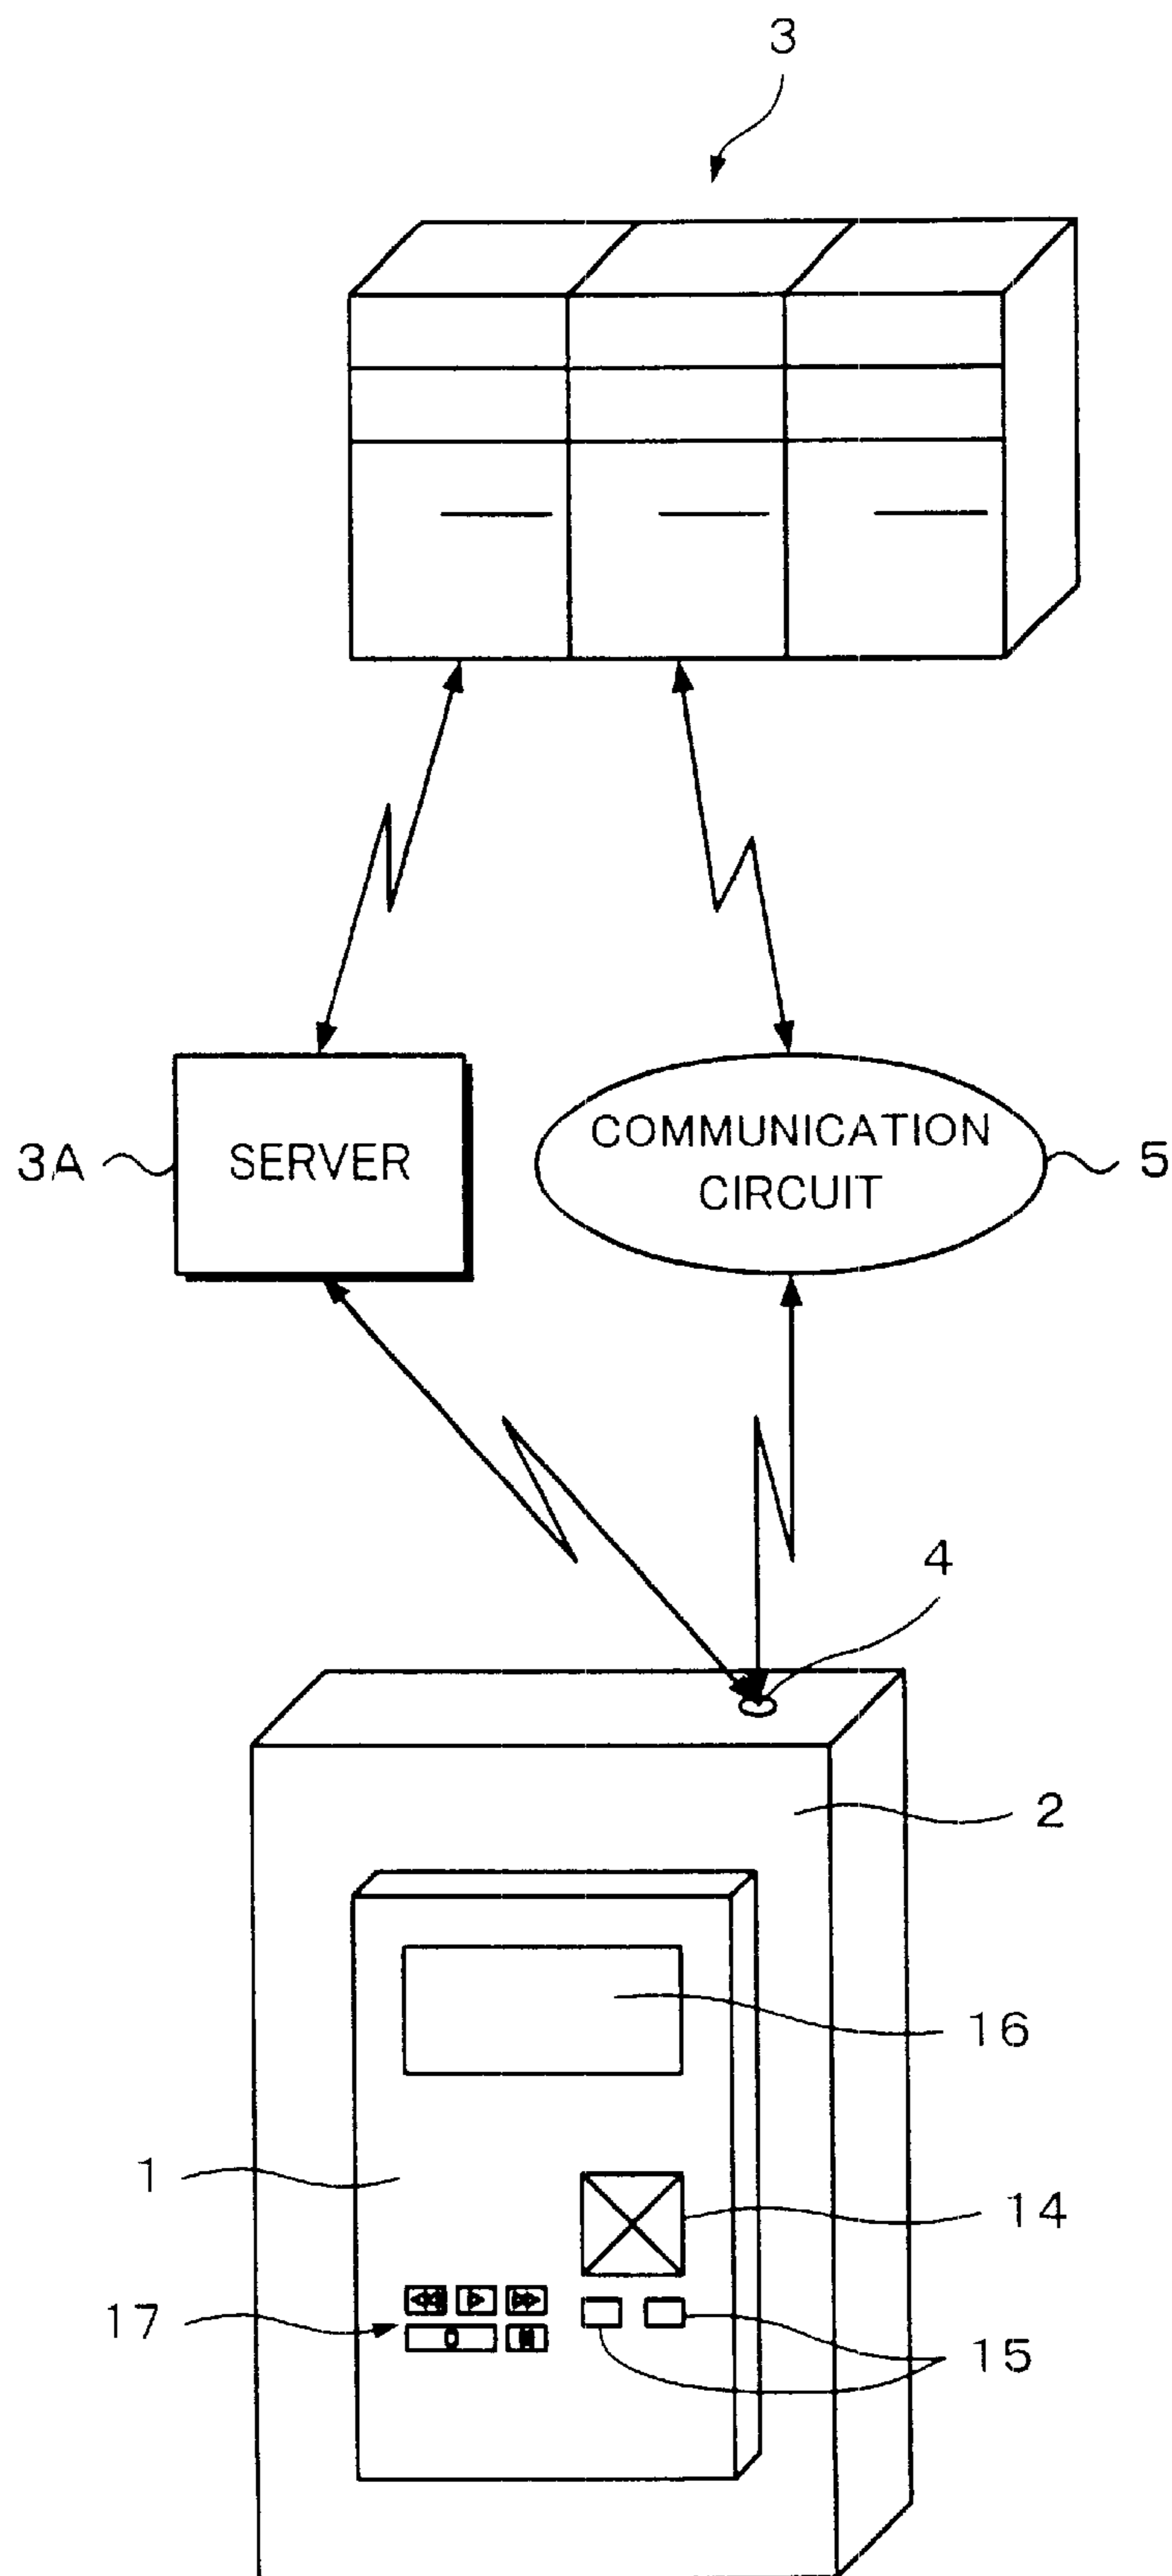 3
3A
SERVER
COMMUNICATION
CIRCUIT
5
4
2
16
1
14
17
15